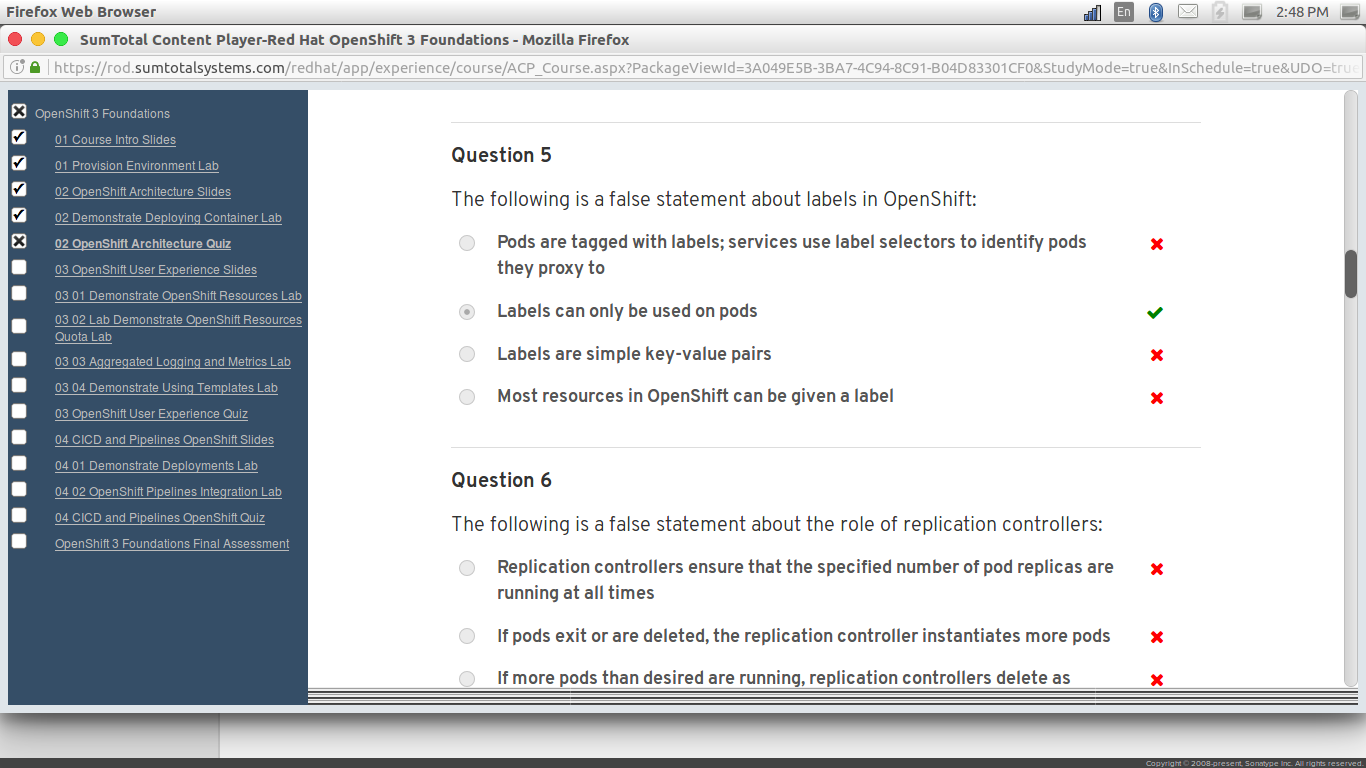 Firefox Web Browser
En
2:48 PM
SumTotal Content Player-Red Hat OpenShift 3 Foundations - Mozilla Firefox
https://rod.sumtotalsystems.com/redhat/app/experience/course/ACP_Course.aspx?PackageViewId=3A049E5B-3BA7-4C94-8C91-B04D83301CF0&StudyMode=true&InSchedule=true&UDO=true
OpenShift 3 Foundations
01 Course Intro Slides
01 Provision Environment Lab
02 OpenShift Architecture Slides
02 Demonstrate Deploying Container Lab
02 OpenShift Architecture Quiz
03 OpenShift User Experience Slides
03 01 Demonstrate OpenShift Resources Lab
03 02 Lab Demonstrate OpenShift Resources
Quota Lab
03 03 Aggregated Logging and Metrics Lab
03 04 Demonstrate Using Templates Lab
03 OpenShift User Experience Quiz
04 CICD and Pipelines OpenShift Slides
04 01 Demonstrate Deployments Lab
04 02 OpenShift Pipelines Integration Lab
04 CICD and Pipelines OpenShift Quiz
OpenShift 3 Foundations Final Assessment
Question 5
The following is a false statement about labels in OpenShift:
Pods are tagged with labels; services use label selectors to identify pods
they proxy to
Labels can only be used on pods
Labels are simple key-value pairs
Most resources in OpenShift can be given a label
Question 6
The following is a false statement about the role of replication controllers:
Replication controllers ensure that the specified number of pod replicas are
running at all times
If pods exit or are deleted, the replication controller instantiates more pods
If more pods than desired are running, replication controllers delete as
Copyright © 2008-present, Sonatype Inc. All rights reserved.